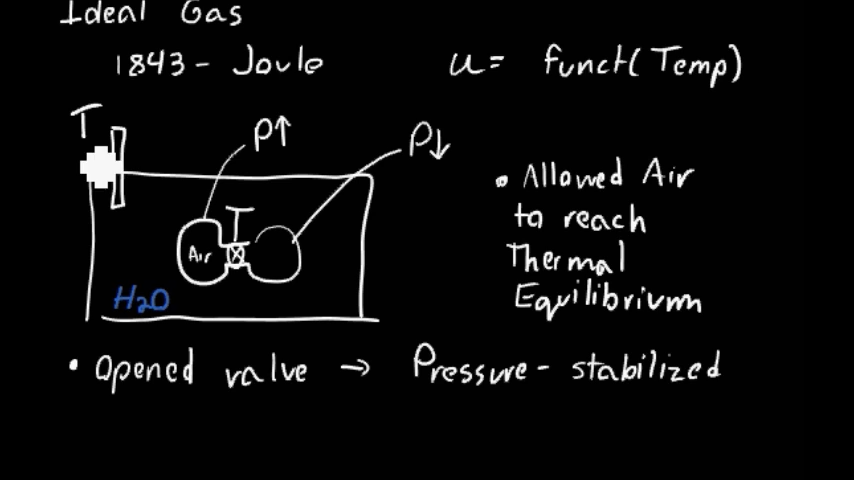 Ideal Gas
1843 - Joule
u= funct(Temp)
T
P↑
P↓
T
Air
H2O
• Allowed Air
to reach
Thermal
Equilibrium
• Opened valve → Pressure - stabilized